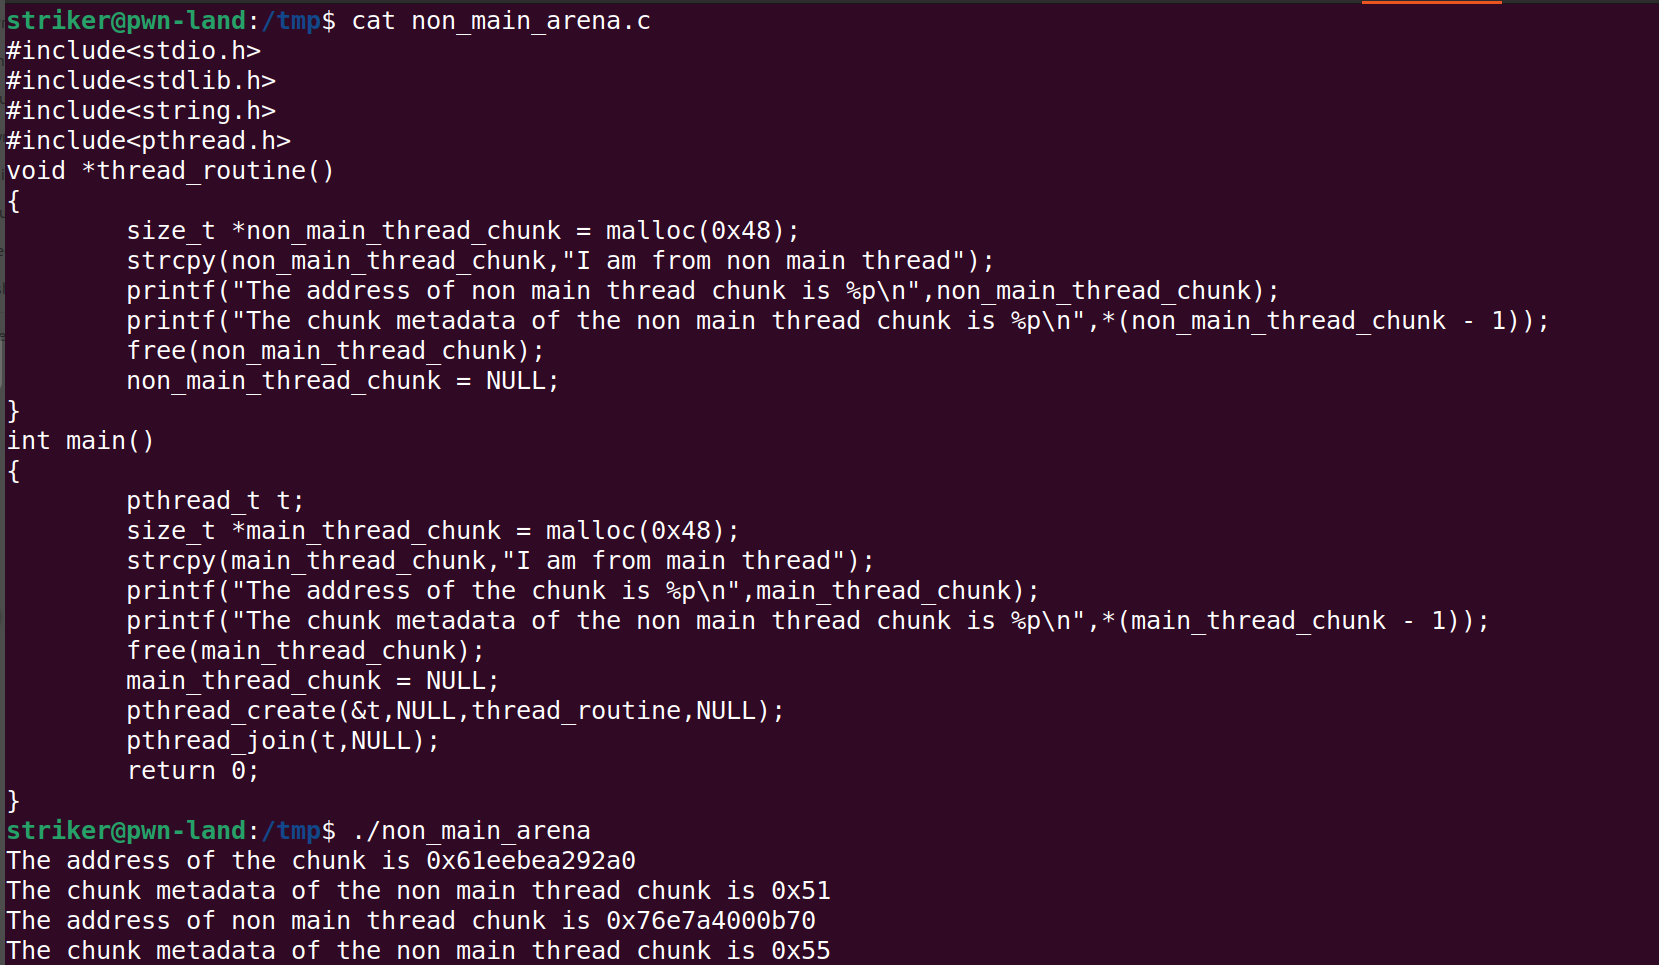 striker@pwn-land:/tmp$ cat non_main_arena.c
#include<stdio.h>
#include<stdlib.h>
#include<string.h>
#include<pthread.h>
void *thread_routine()
{
        size_t *non_main_thread_chunk = malloc(0x48);
        strcpy(non_main_thread_chunk,"I am from non main thread");
        printf("The address of non main thread chunk is %p\n",non_main_thread_chunk);
        printf("The chunk metadata of the non main thread chunk is %p\n",*(non_main_thread_chunk - 1));
        free(non_main_thread_chunk);
        non_main_thread_chunk = NULL;
}
int main()
{
        pthread_t t;
        size_t *main_thread_chunk = malloc(0x48);
        strcpy(main_thread_chunk,"I am from main thread");
        printf("The address of the chunk is %p\n",main_thread_chunk);
        printf("The chunk metadata of the non main thread chunk is %p\n",*(main_thread_chunk - 1));
        free(main_thread_chunk);
        main_thread_chunk = NULL;
        pthread_create(&t,NULL,thread_routine,NULL);
        pthread_join(t,NULL);
        return 0;
}
striker@pwn-land:/tmp$ ./non_main_arena
The address of the chunk is 0x61eebea292a0
The chunk metadata of the non main thread chunk is 0x51
The address of non main thread chunk is 0x76e7a4000b70
The chunk metadata of the non main thread chunk is 0x55